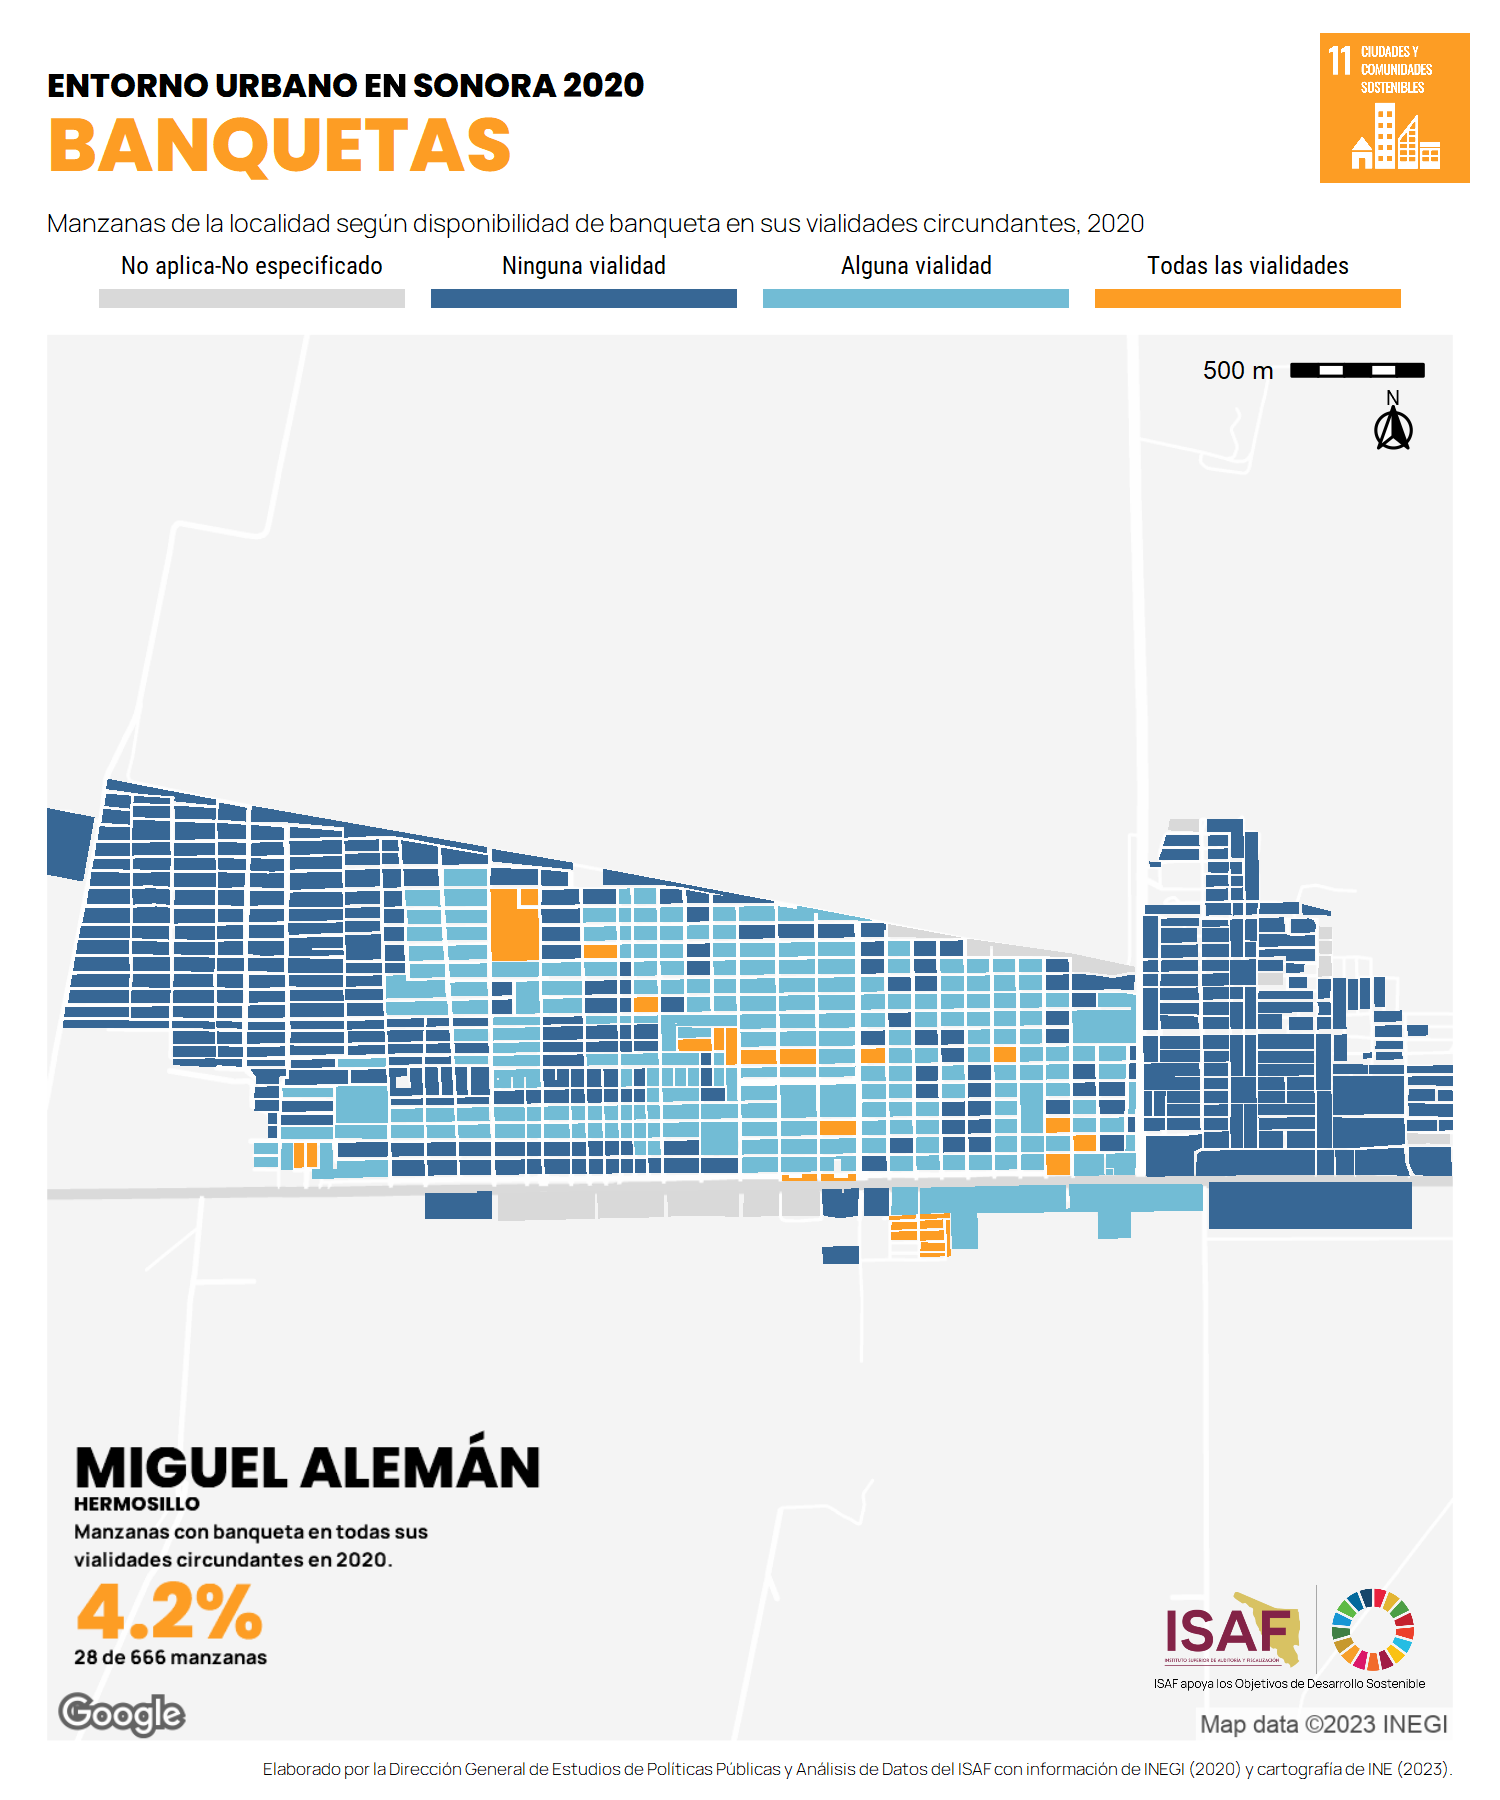 ENTORNO URBANO EN SONORA 2020
BANQUETAS
11 CIUDADES Y
COMUNIDADES
SOSTENIBLES
Manzanas de la localidad según disponibilidad de banqueta en sus vialidades circundantes, 2020
No aplica-No especificado
Ninguna vialidad
Alguna vialidad
Todas las vialidades
500 m
N
MIGUEL ALEMÁN
HERMOSILLO
Manzanas con banqueta en todas sus
vialidades circundantes en 2020.
4.2%
28 de 666 manzanas
ISAF
INSTITUTO SUPERIOR DE AUDITORÍA Y FISCALIZACIÓN
ISAF apoya los Objetivos de Desarrollo Sostenible
Google
Map data ©2023 INEGI
Elaborado por la Dirección General de Estudios de Políticas Públicas y Análisis de Datos del ISAF con información de INEGI (2020) y cartografía de INE (2023).